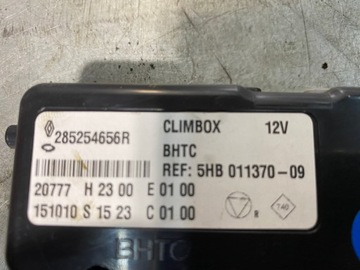 285254656R CLIMBOX 12V
BHTC
REF: 5HB 011370-09
20777 H 23 00 E 01 00
151010 S 15 23 C 01 00
BHTC